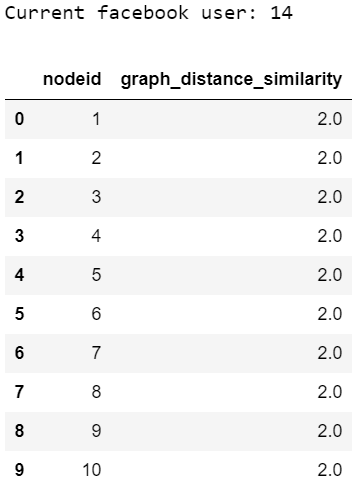 Current facebook user: 14
nodeid graph_distance_similarity
0 1 2.0
1 2 2.0
2 3 2.0
3 4 2.0
4 5 2.0
5 6 2.0
6 7 2.0
7 8 2.0
8 9 2.0
9 10 2.0